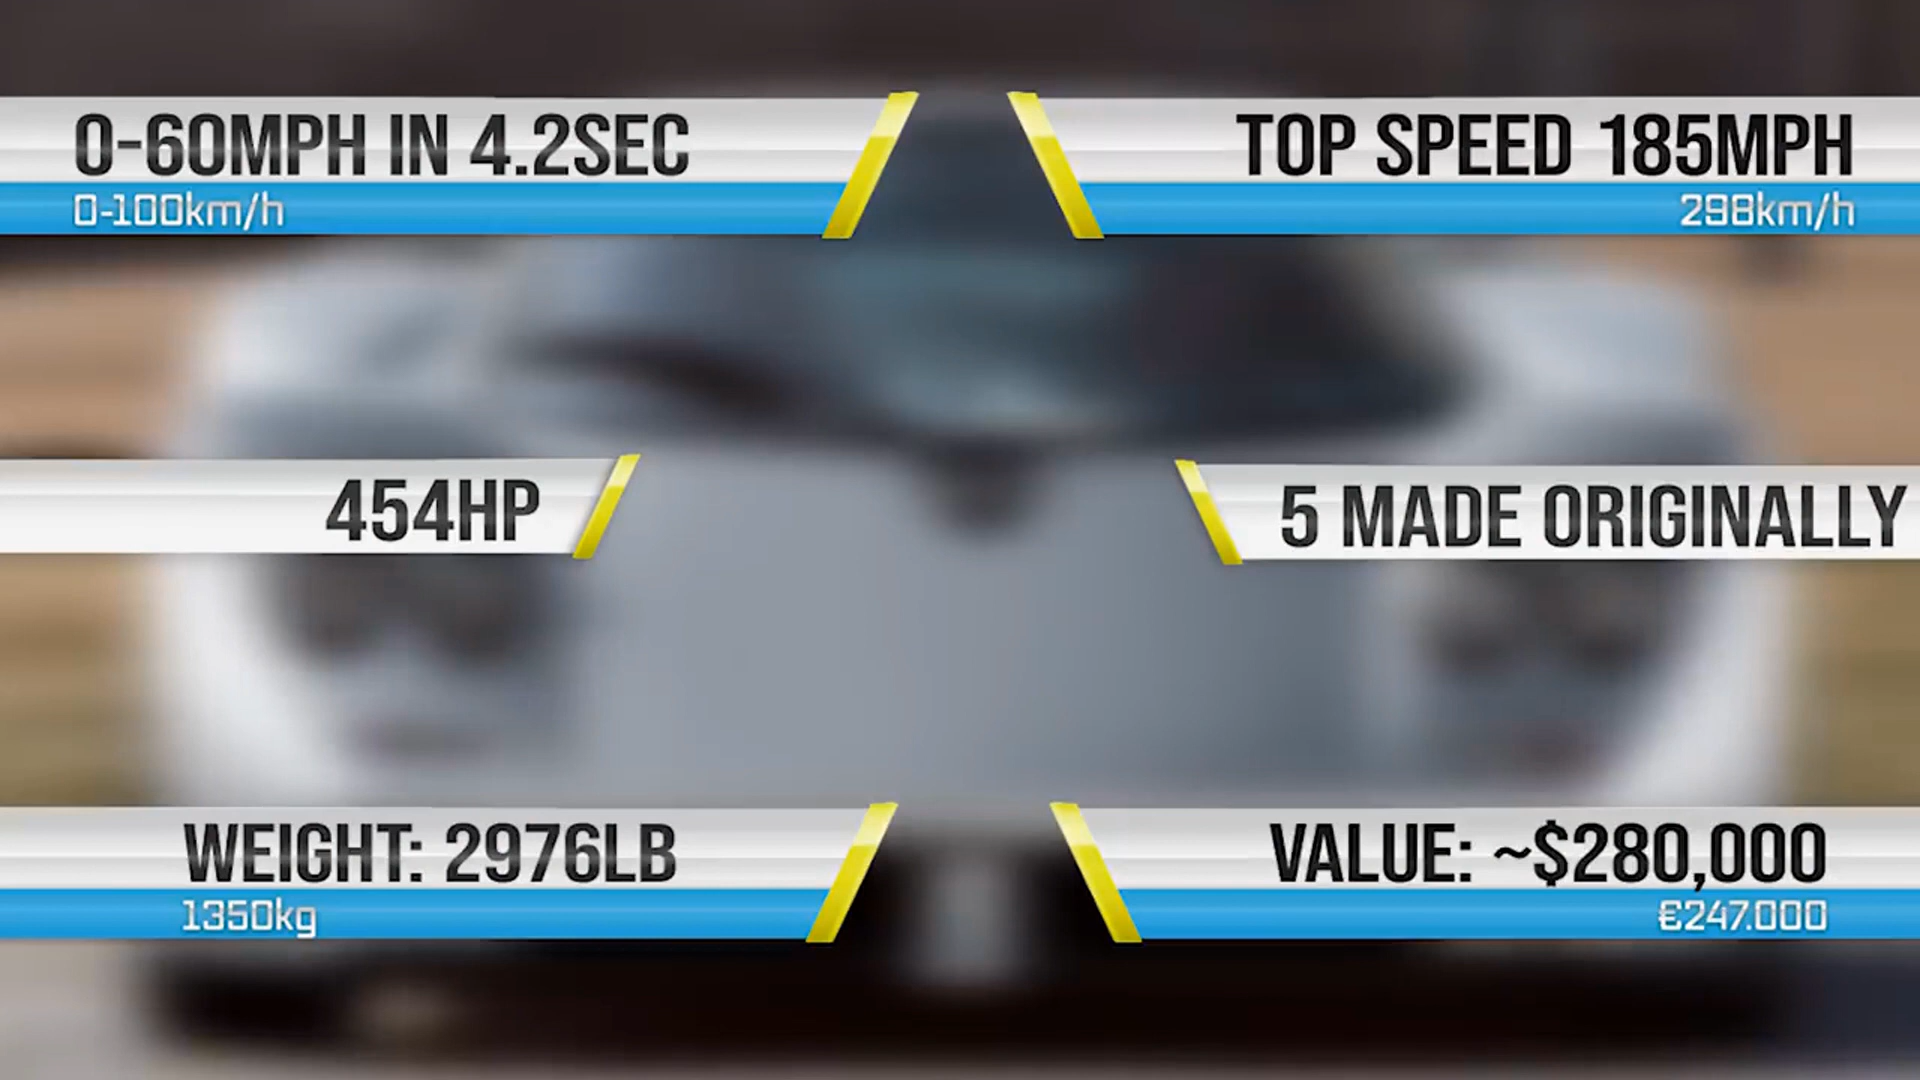 0-60MPH IN 4.2SEC
0-100km/h
TOP SPEED 185MPH
298km/h
454HP
5 MADE ORIGINALLY
WEIGHT: 2976LB
1350kg
VALUE: ~$280,000
€247.000